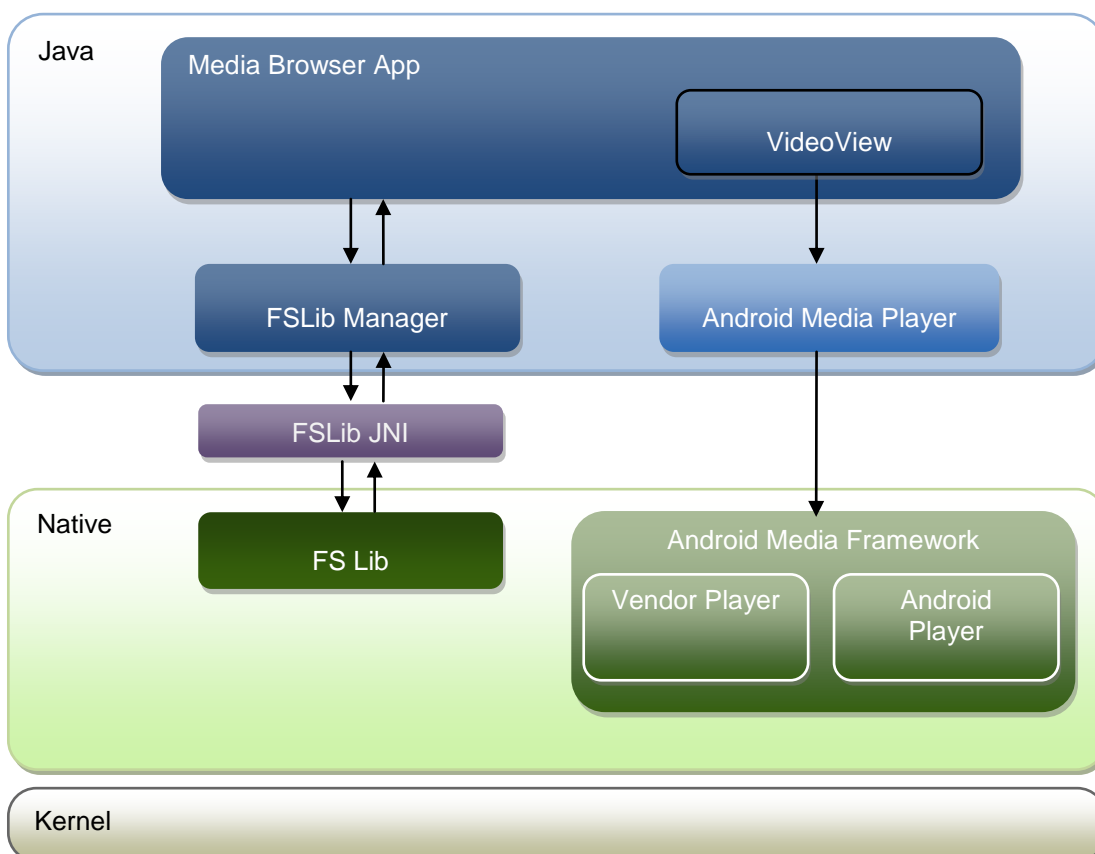 Java
Media Browser App
VideoView
FSLib Manager
Android Media Player
FSLib JNI
Native
FS Lib
Android Media Framework
Vendor Player
Android
Player
Kernel